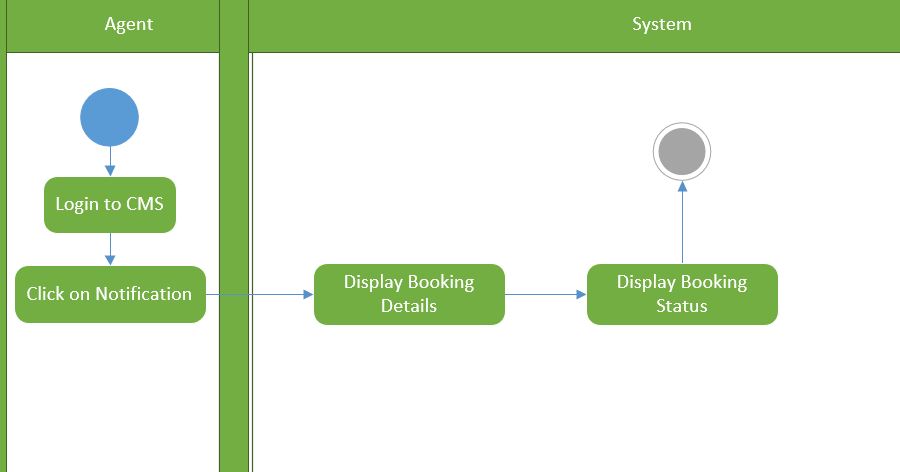 Agent
System
Login to CMS
Click on Notification
Display Booking
Details
Display Booking
Status